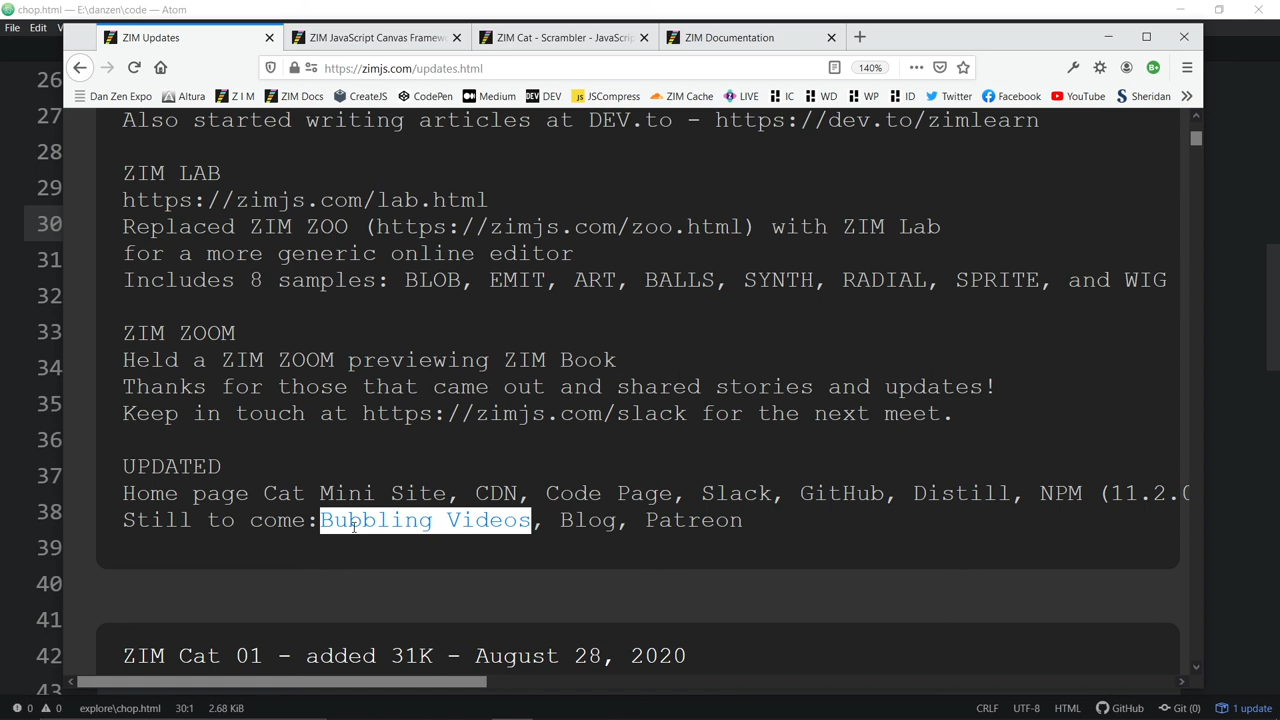 chop.html — E:\danzen\code — Atom
File Edit
ZIM Updates
ZIM JavaScript Canvas Framew
ZIM Cat - Scrambler - JavaScri
ZIM Documentation
https://zimjs.com/updates.html
140%
Dan Zen Expo
Altura
Z I M
ZIM Docs
CreateJS
CodePen
Medium
DEV
JSCompress
ZIM Cache
LIVE
IC
WD
WP
ID
Twitter
Facebook
YouTube
Sheridan
26
27
28
29
30
31
32
33
34
35
36
37
38
39
40
41
42
43
Also started writing articles at DEV.to - https://dev.to/zimlearn
ZIM LAB
https://zimjs.com/lab.html
Replaced ZIM ZOO (https://zimjs.com/zoo.html) with ZIM Lab
for a more generic online editor
Includes 8 samples: BLOB, EMIT, ART, BALLS, SYNTH, RADIAL, SPRITE, and WIG
ZIM ZOOM
Held a ZIM ZOOM previewing ZIM Book
Thanks for those that came out and shared stories and updates!
Keep in touch at https://zimjs.com/slack for the next meet.
UPDATED
Home page Cat Mini Site, CDN, Code Page, Slack, GitHub, Distill, NPM (11.2.0
Still to come:Bubbling Videos, Blog, Patreon
ZIM Cat 01 - added 31K - August 28, 2020
0 0 explore\chop.html 30:1 2.68 KiB
CRLF UTF-8 HTML GitHub Git (0) 1 update